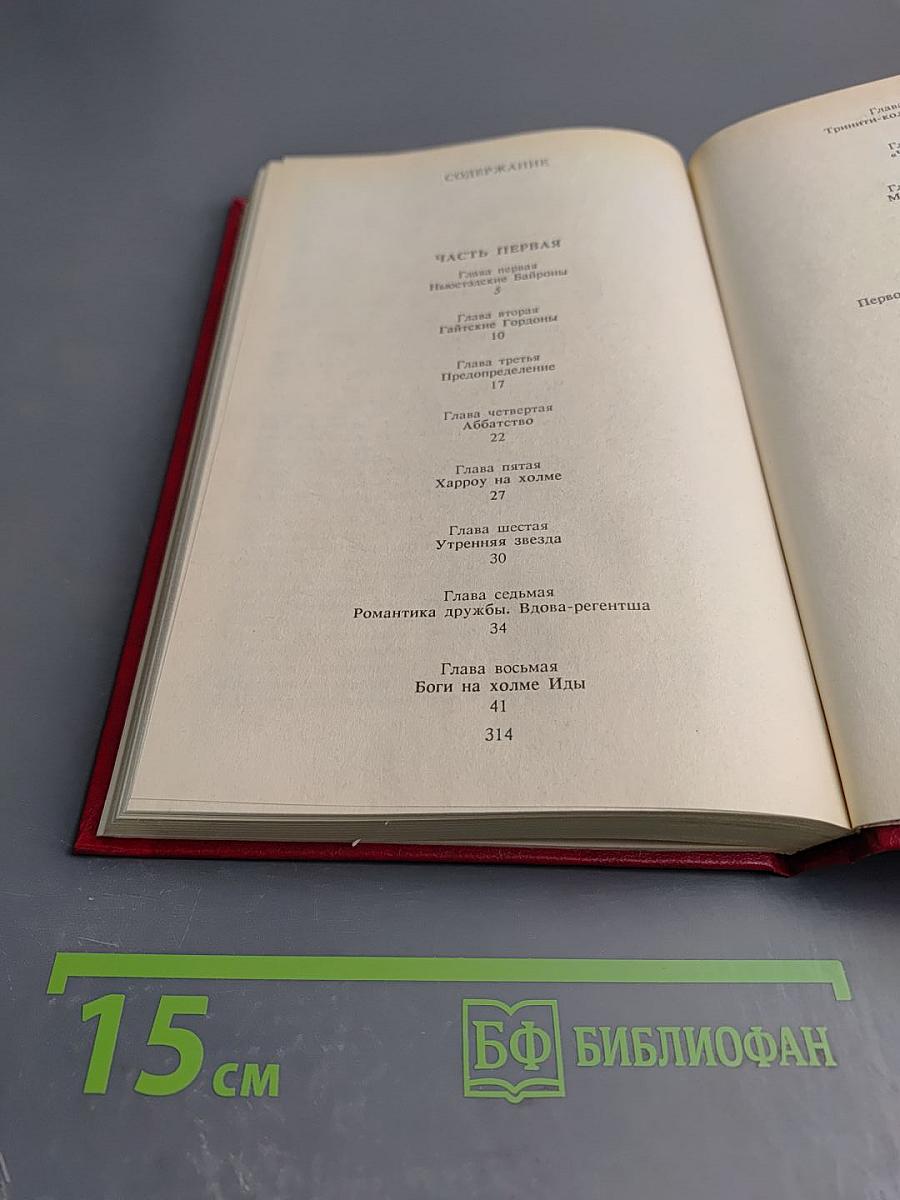 СОДЕРЖАНИЕ
ЧАСТЬ ПЕРВАЯ
Глава первая
Ньюстэдские Байроны
5
Глава вторая
Гайтские Гордоны
10
Глава третья
Предопределение
17
Глава четвертая
Аббатство
22
Глава пятая
Харроу на холме
27
Глава шестая
Утренняя звезда
30
Глава седьмая
Романтика дружбы. Вдова-регентша
34
Глава восьмая
Боги на холме Иды
41
314
15 см
БФ БИБЛИОФАН